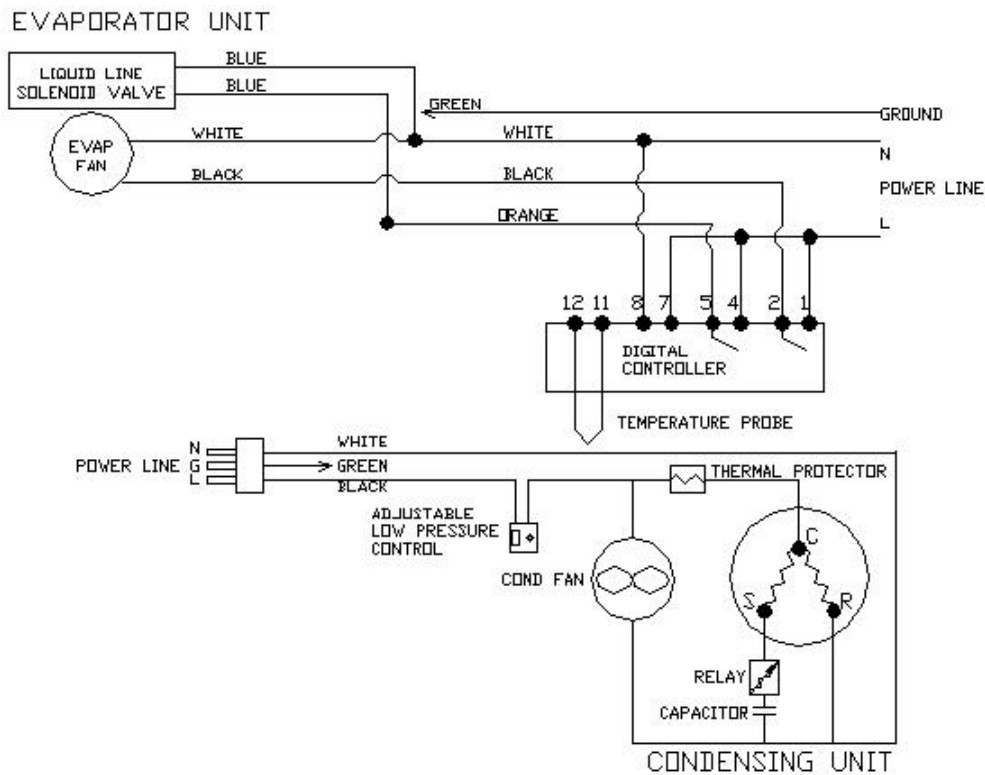 EVAPORATOR UNIT
BLUE
LIQUID LINE
SOLENOID VALVE
BLUE
GREEN
GROUND
EVAP
FAN
WHITE
WHITE
N
BLACK
BLACK
POWER LINE
ORANGE
L
12 11 8 7 5 4 2 1
DIGITAL
CONTROLLER
TEMPERATURE PROBE
WHITE
N
POWER LINE G
GREEN
L
BLACK
THERMAL PROTECTOR
ADJUSTABLE
LOW PRESSURE
CONTROL
C
COND FAN
S
R
RELAY
CAPACITOR
CONDENSING UNIT